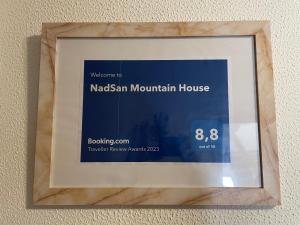 Welcome to
NadSan Mountain House
Booking.com
Traveller Review Awards 2023
8,8
out of 10